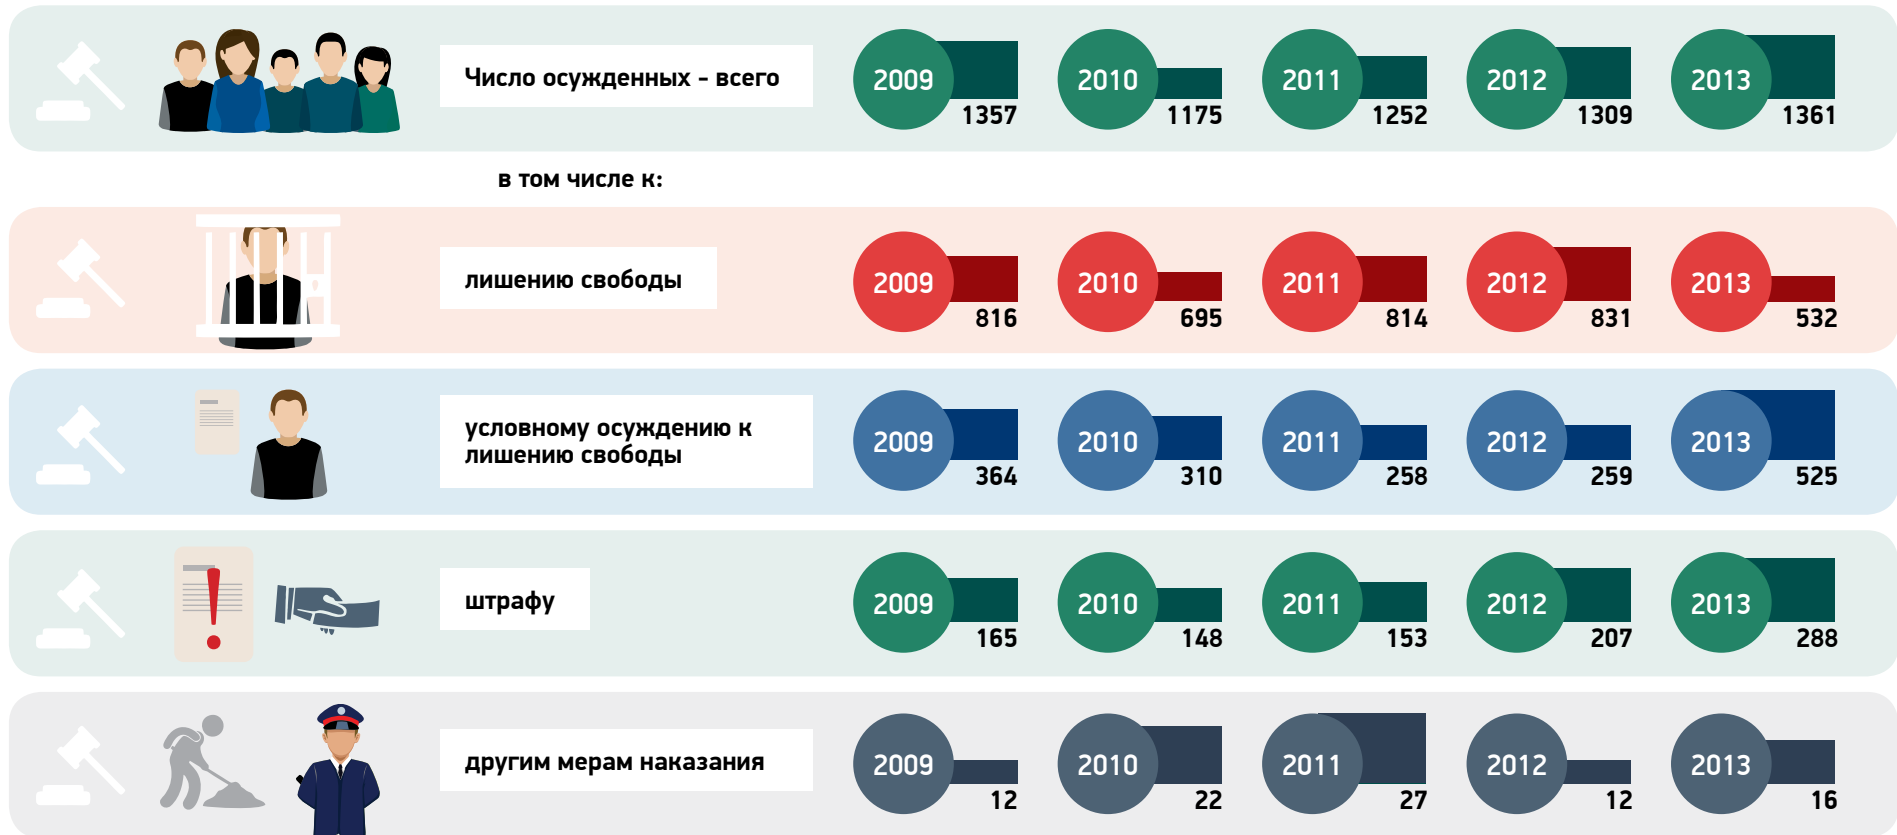 Число осужденных - всего
2009 2010 2011 2012 2013
1357 1175 1252 1309 1361
в том числе к:
лишению свободы
2009 2010 2011 2012 2013
816 695 814 831 532
условному осуждению к
лишению свободы
2009 2010 2011 2012 2013
364 310 258 259 525
штрафу
2009 2010 2011 2012 2013
165 148 153 207 288
другим мерам наказания
2009 2010 2011 2012 2013
12 22 27 12 16